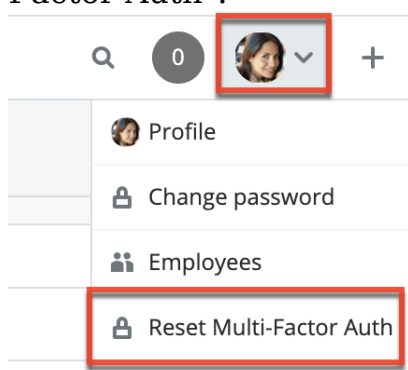 Factor Auth".
0
Profile
Change password
Employees
Reset Multi-Factor Auth